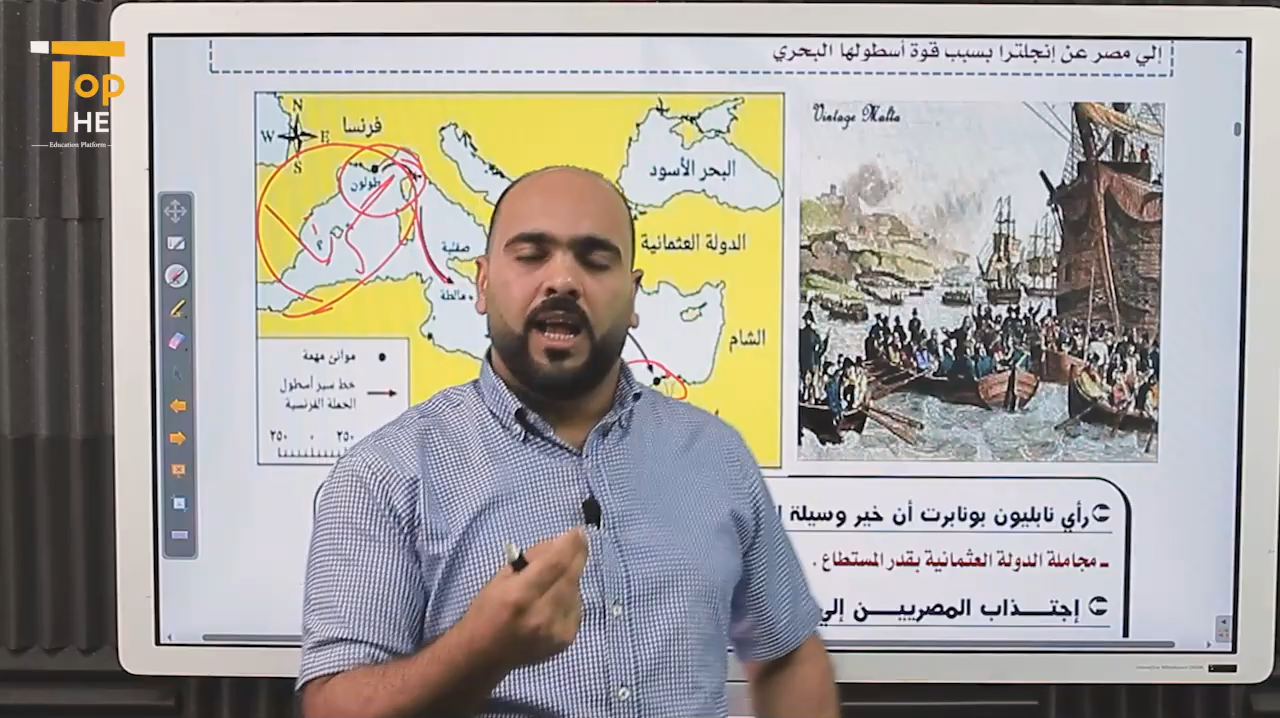 TOP
THE
Education Platform
إلي مصر عن إنجلترا بسبب قوة أسطولها البحري
N
W
E
S
فرنسا
طولون
البحر الأسود
الدولة العثمانية
صقلية
مالطة
الشام
موانئ مهمة
خط سير أسطول
الحملة الفرنسية
٢٥٠ ٠ ٢٥٠
Vintage Malta
رأي نابليون بونابرت أن خير وسيلة
- مجاملة الدولة العثمانية بقدر المستطاع .
إجتذاب المصريين إلي